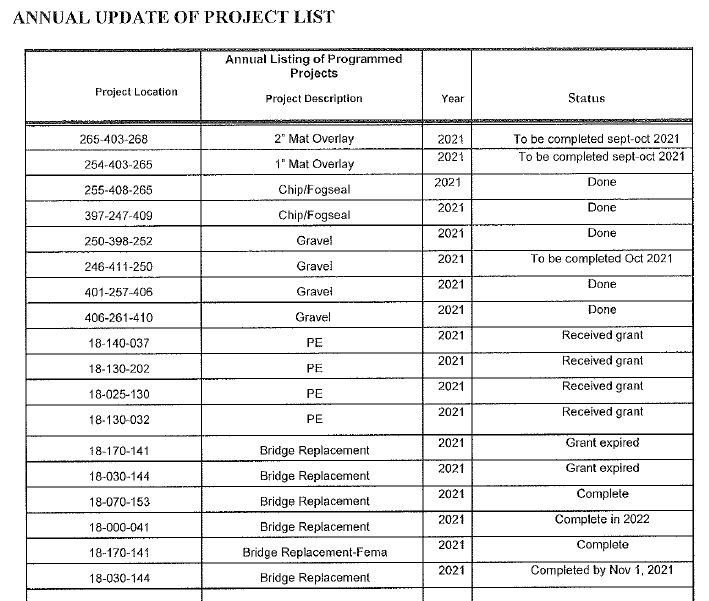 ANNUAL UPDATE OF PROJECT LIST
Annual Listing of Programmed
Projects
Project Location Project Description Year Status
265-403-268 2" Mat Overlay 2021 To be completed sept-oct 2021
254-403-265 1" Mat Overlay 2021 To be completed sept-oct 2021
255-408-265 Chip/Fogseal 2021 Done
397-247-409 Chip/Fogseal 2021 Done
250-398-252 Gravel 2021 Done
246-411-250 Gravel 2021 To be completed Oct 2021
401-257-406 Gravel 2021 Done
406-261-410 Gravel 2021 Done
18-140-037 PE 2021 Received grant
18-130-202 PE 2021 Received grant
18-025-130 PE 2021 Received grant
18-130-032 PE 2021 Received grant
18-170-141 Bridge Replacement 2021 Grant expired
18-030-144 Bridge Replacement 2021 Grant expired
18-070-153 Bridge Replacement 2021 Complete
18-000-041 Bridge Replacement 2021 Complete in 2022
18-170-141 Bridge Replacement-Fema 2021 Complete
18-030-144 Bridge Replacement 2021 Completed by Nov 1, 2021